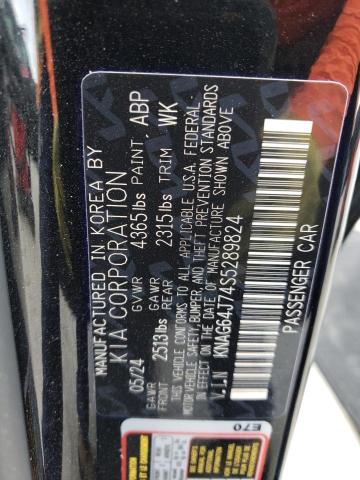 MANUFACTURED IN KOREA BY
KIA CORPORATION
05/24 GVWR 4365lbs PAINT, ABP
GAWR FRONT 2513lbs GAWR REAR 2315lbs TRIM WK
THIS VEHICLE CONFORMS TO ALL APPLICABLE U.S.A. FEDERAL
MOTOR VEHICLE SAFETY, BUMPER, AND THEFT PREVENTION STANDARDS
IN EFFECT ON THE DATE OF MANUFACTURE SHOWN ABOVE
V.I.N KNAG64J74S5289824
PASSENGER CAR
E70